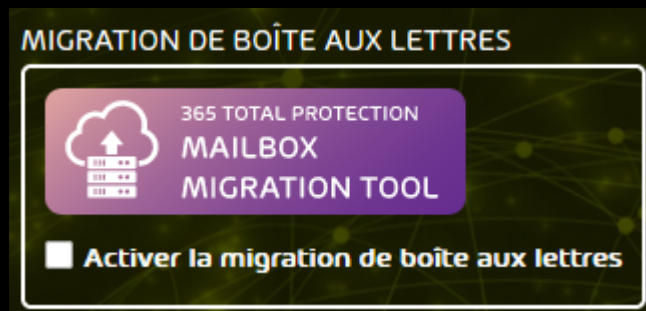 MIGRATION DE BOÎTE AUX LETTRES
365 TOTAL PROTECTION
MAILBOX
MIGRATION TOOL
Activer la migration de boîte aux lettres